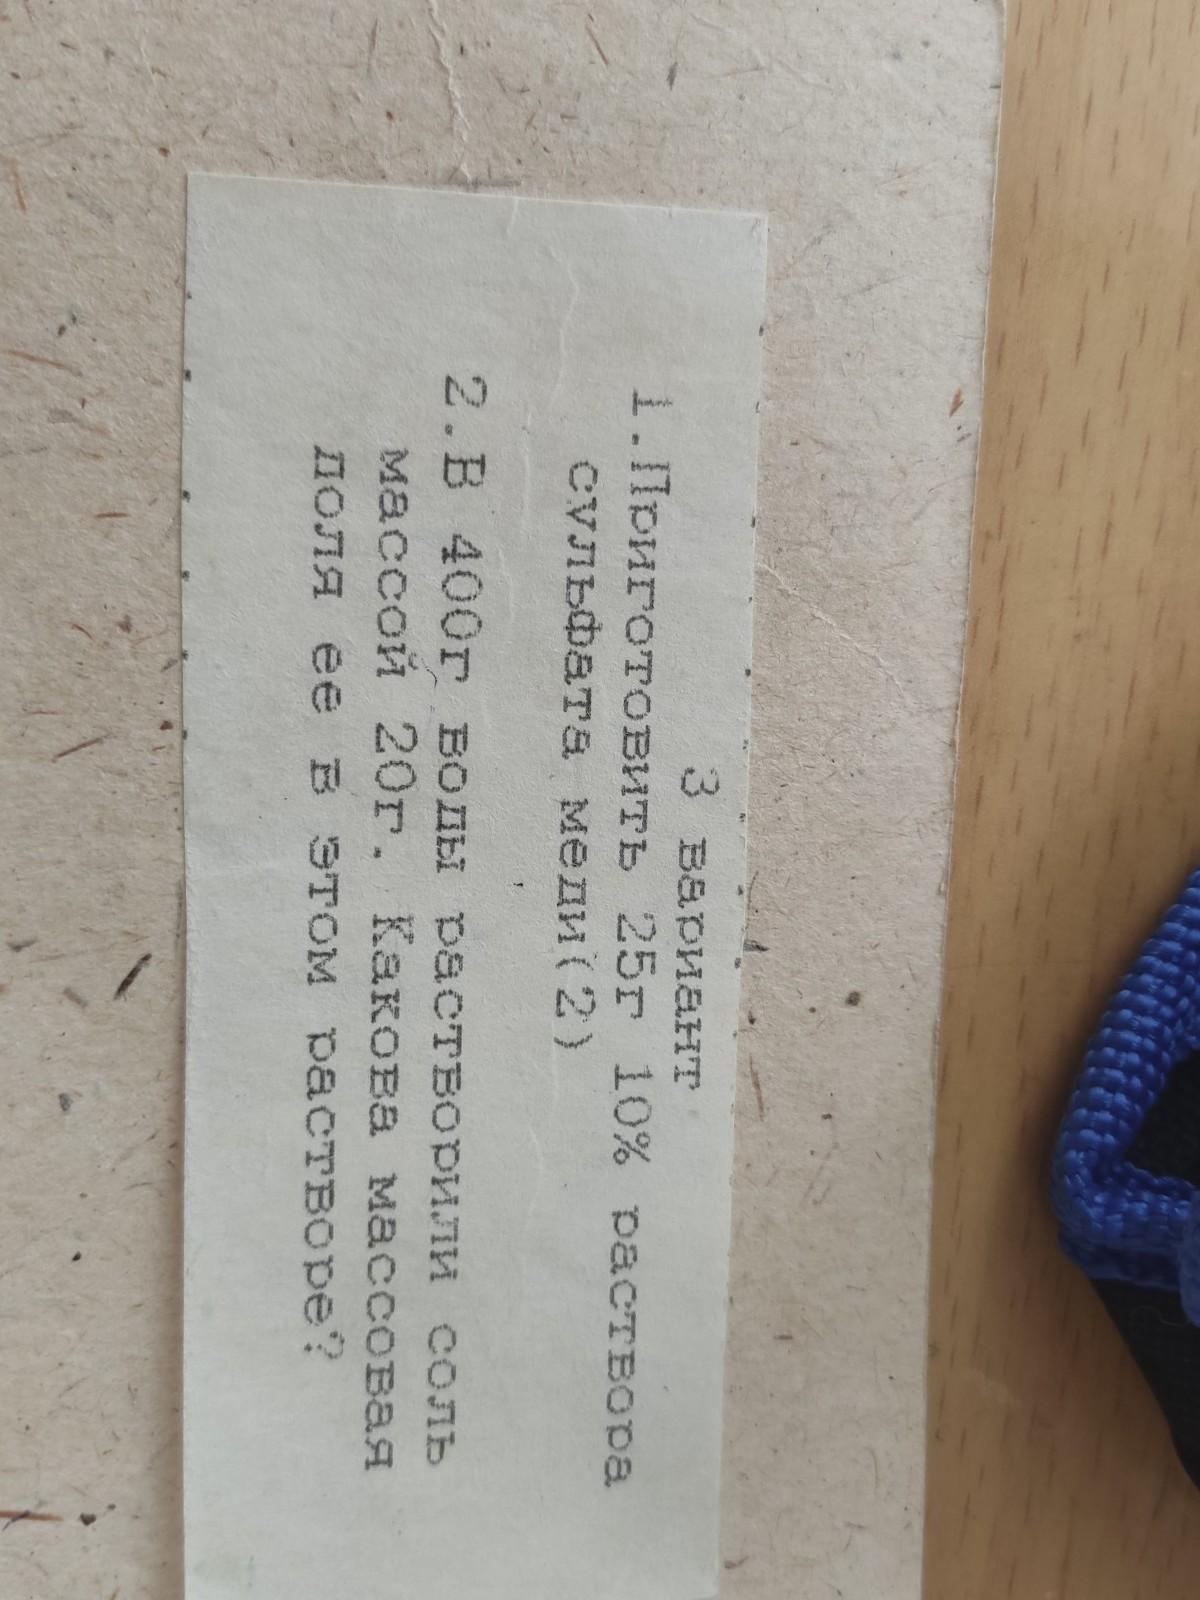 3 вариант
1.Приготовить 25г 10% раствора
сульфата меди(2)
2.В 400г воды растворили соль
массой 20г. Какова массовая
доля ее в этом растворе?